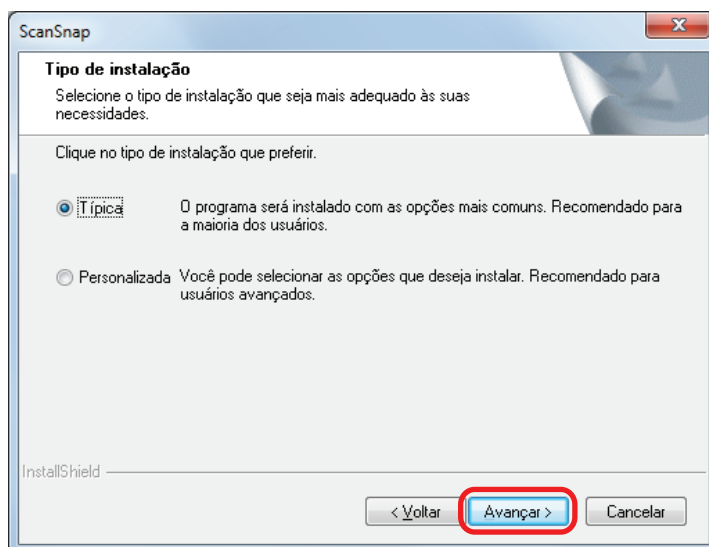 ScanSnap
Tipo de instalação
Selecione o tipo de instalação que seja mais adequado às suas
necessidades.
Clique no tipo de instalação que preferir.
Típica
O programa será instalado com as opções mais comuns. Recomendado para
a maioria dos usuários.
Personalizada
Você pode selecionar as opções que deseja instalar. Recomendado para
usuários avançados.
InstallShield
< Voltar
Avançar >
Cancelar